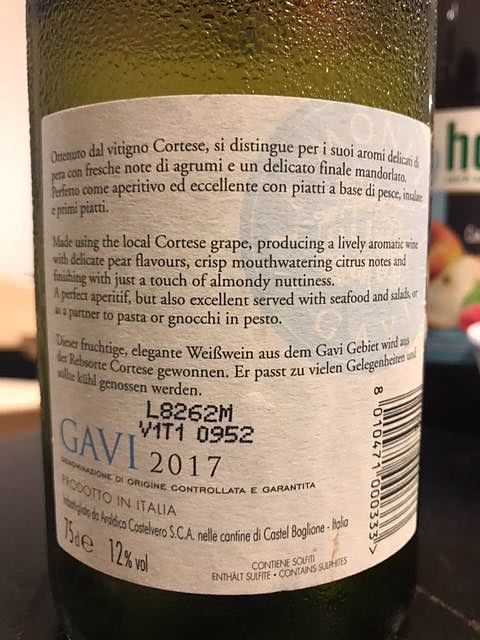 Ottenuto dal vitigno Cortese, si distingue per i suoi aromi delicati di
pera con fresche note di agrumi e un delicato finale mandorlato.
Perfetto come aperitivo ed eccellente con piatti a base di pesce, insalate
e primi piatti.
Made using the local Cortese grape, producing a lively aromatic wine
with delicate pear flavours, crisp mouthwatering citrus notes and
finishing with just a touch of almondy nuttiness.
A perfect aperitif, but also excellent served with seafood and salads, or
as a partner to pasta or gnocchi in pesto.
Dieser fruchtige, elegante Weißwein aus dem Gavi Gebiet wird aus
der Rebsorte Cortese gewonnen. Er passt zu vielen Gelegenheiten und
sollte kühl genossen werden.
L8262M
V1T1 0952
GAVI 2017
DENOMINAZIONE DI ORIGINE CONTROLLATA E GARANTITA
PRODOTTO IN ITALIA
Imbottigliato da Araldica Castelvero S.C.A. nelle cantine di Castel Boglione - Italia
75cl e 12% vol
CONTIENE SOLFITI
ENTHÄLT SULFITE • CONTAINS SULPHITES
8 010471 000333 >